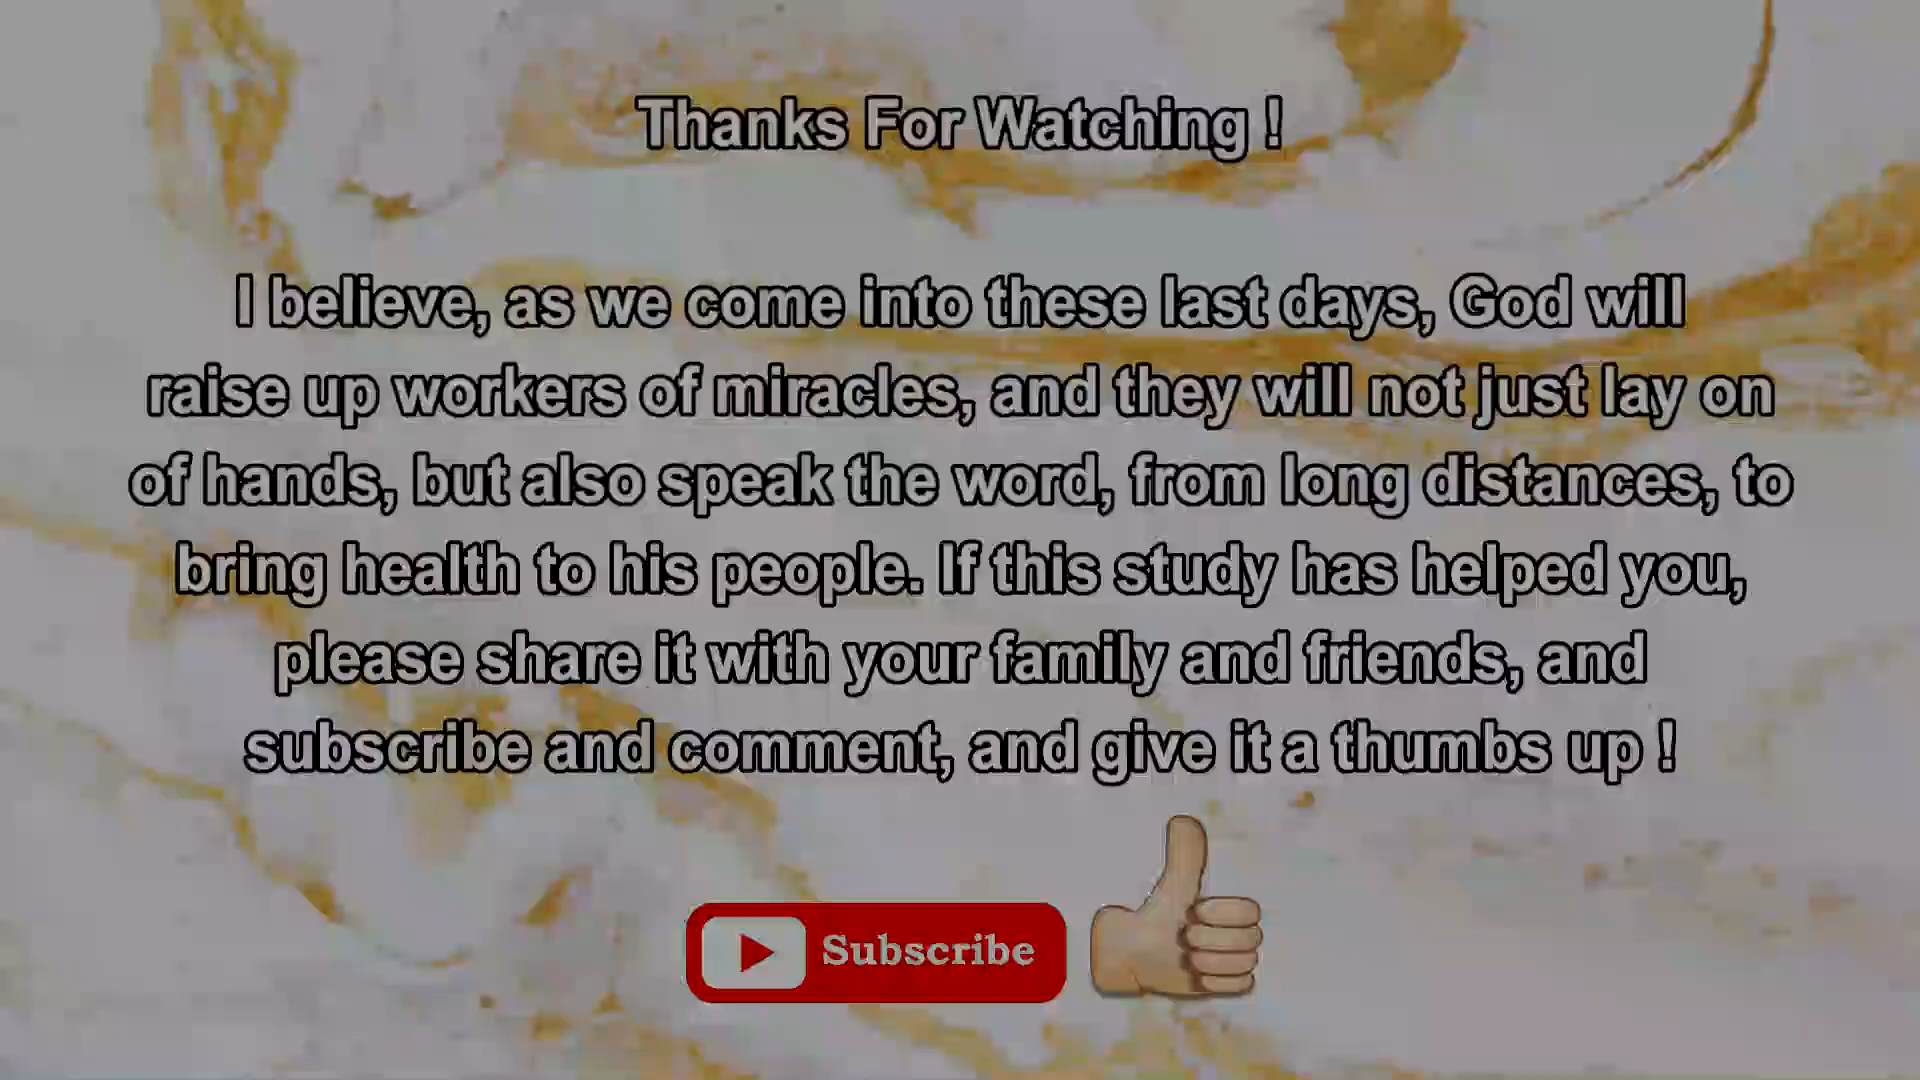 Thanks For Watching !
I believe, as we come into these last days, God will
raise up workers of miracles, and they will not just lay on
of hands, but also speak the word, from long distances, to
bring health to his people. If this study has helped you,
please share it with your family and friends, and
subscribe and comment, and give it a thumbs up !
Subscribe